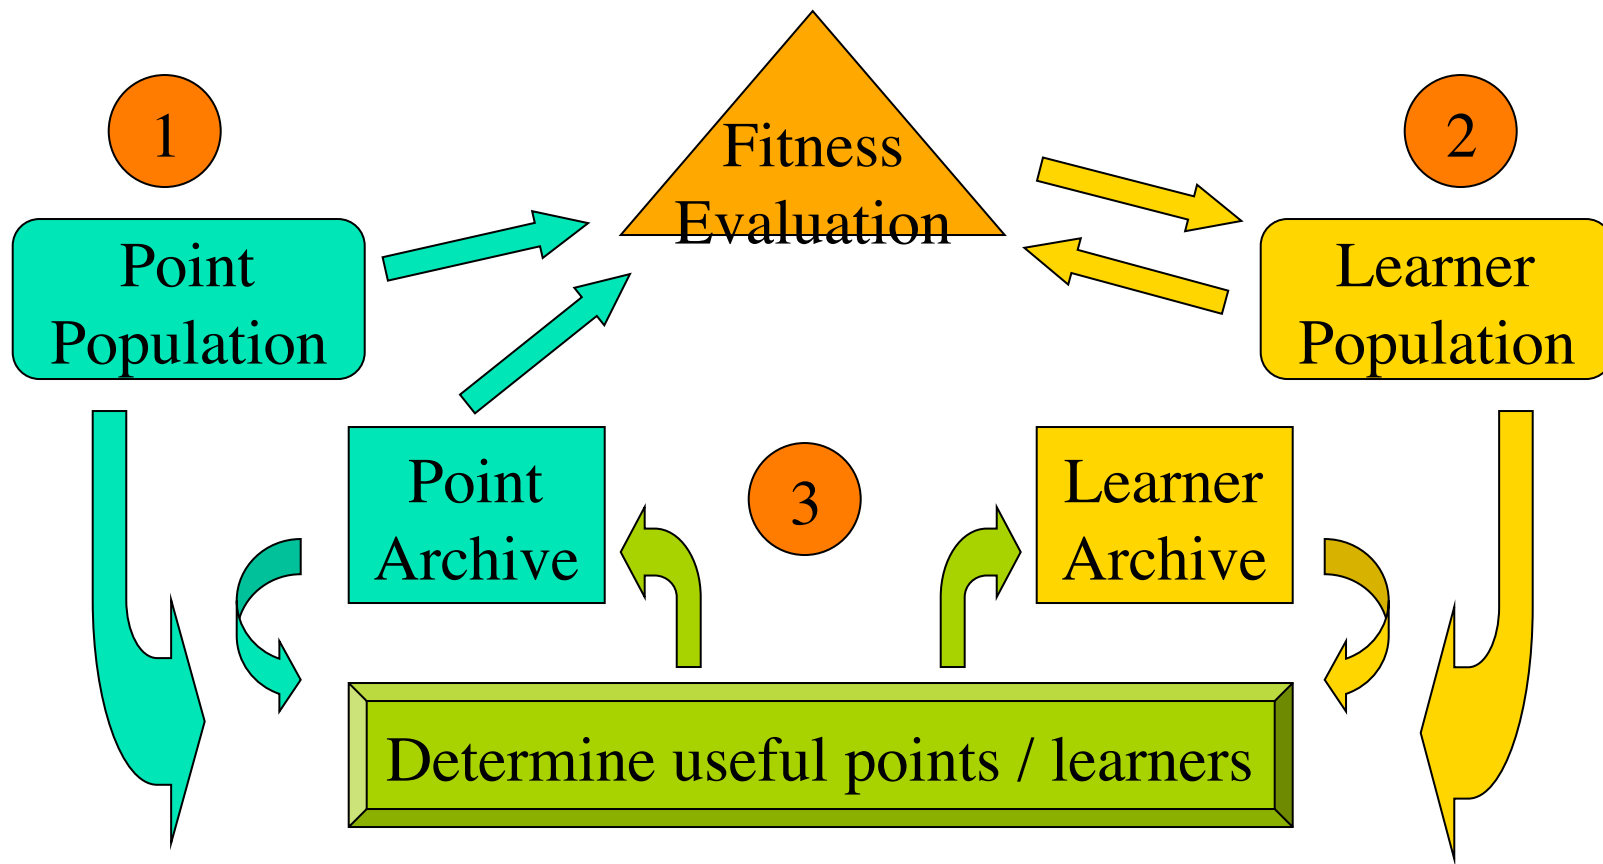 1
Fitness
Evaluation
2
Point
Population
Learner
Population
Point
Archive
3
Learner
Archive
Determine useful points / learners